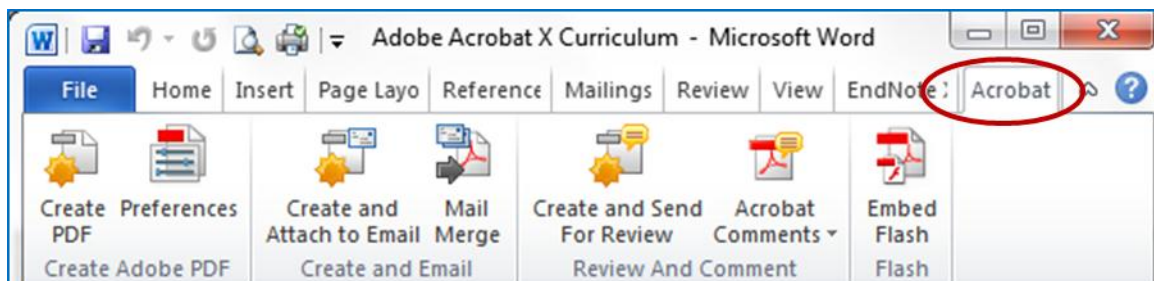 W Adobe Acrobat X Curriculum - Microsoft Word
File Home Insert Page Layo Reference Mailings Review View EndNote Acrobat ?
Create PDF Preferences Create and Attach to Email Mail Merge Create and Send For Review Acrobat Comments Embed Flash
Create Adobe PDF Create and Email Review And Comment Flash